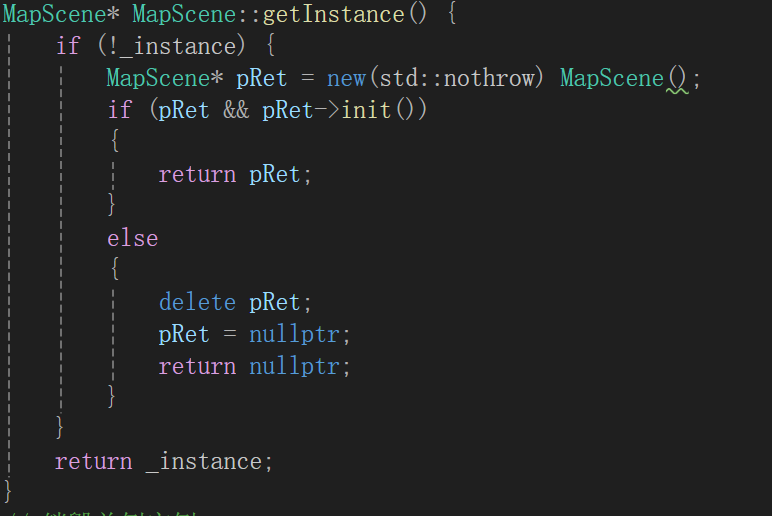 MapScene* MapScene::getInstance() {
    if (!_instance) {
        MapScene* pRet = new(std::nothrow) MapScene();
        if (pRet && pRet->init())
        {
            return pRet;
        }
        else
        {
            delete pRet;
            pRet = nullptr;
            return nullptr;
        }
    }
    return _instance;
}